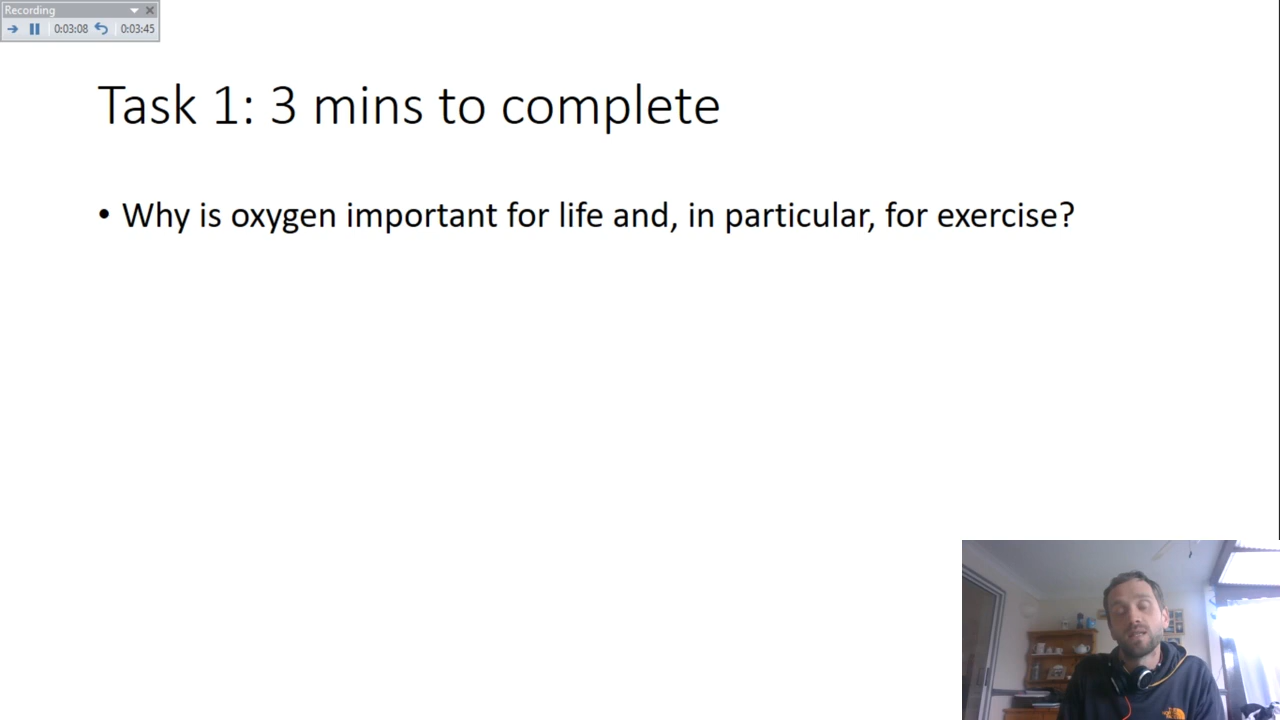 Recording
0:03:08 0:03:45
Task 1: 3 mins to complete
• Why is oxygen important for life and, in particular, for exercise?